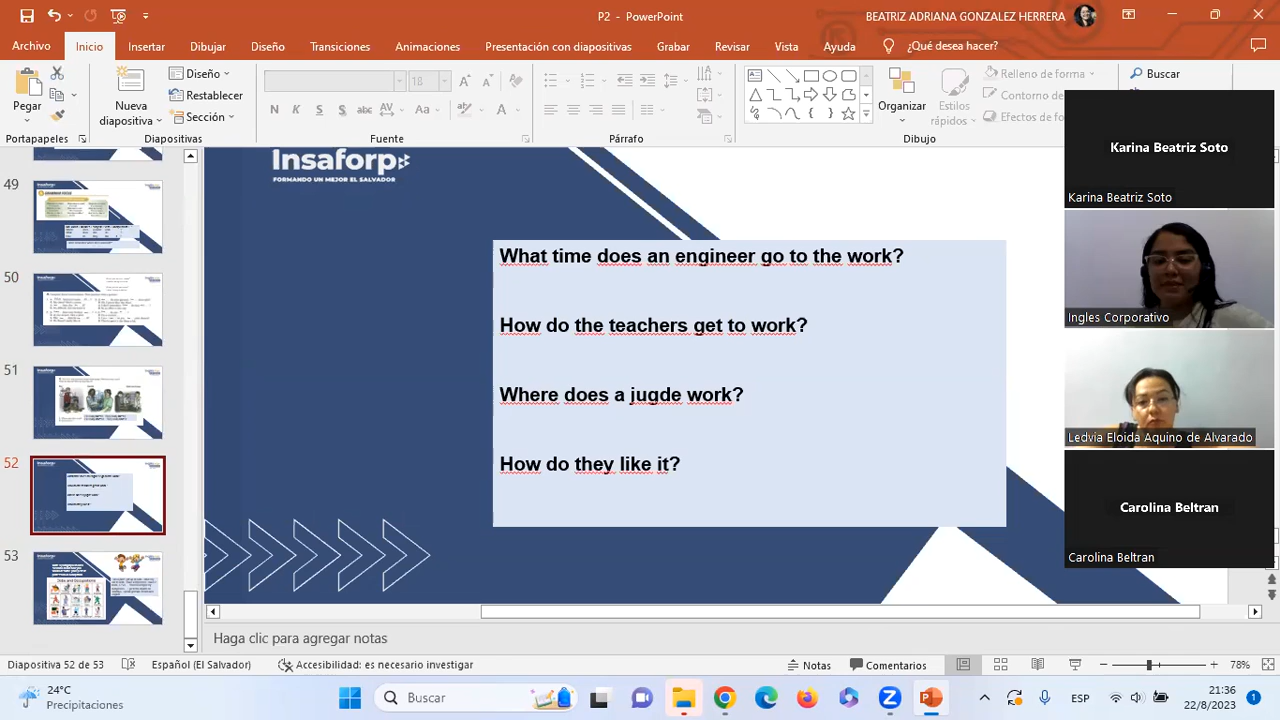 P2 - PowerPoint
BEATRIZ ADRIANA GONZALEZ HERRERA
Archivo Inicio Insertar Dibujar Diseño Transiciones Animaciones Presentación con diapositivas Grabar Revisar Vista Ayuda ¿Qué desea hacer?
Pegar
Nueva
diapositiva
Diseño
Restablecer
Sección
18
N K S S abc AV Aa A
Organizar
Estilos
rápidos
Relleno de forma
Contorno de
Efectos de fo
Buscar
Portapapeles Diapositivas Fuente Párrafo Dibujo
49
50
51
52
53
Insaforp
FORMANDO UN MEJOR EL SALVADOR
What time does an engineer go to the work?
How do the teachers get to work?
Where does a jugde work?
How do they like it?
Karina Beatriz Soto
Karina Beatriz Soto
Ingles Corporativo
Ledvia Eloida Aquino de Alvarado
Carolina Beltran
Carolina Beltran
Haga clic para agregar notas
Diapositiva 52 de 53 Español (El Salvador) Accesibilidad: es necesario investigar Notas Comentarios 78%
24°C
Precipitaciones
Buscar
ESP
21:36
22/8/2023
1